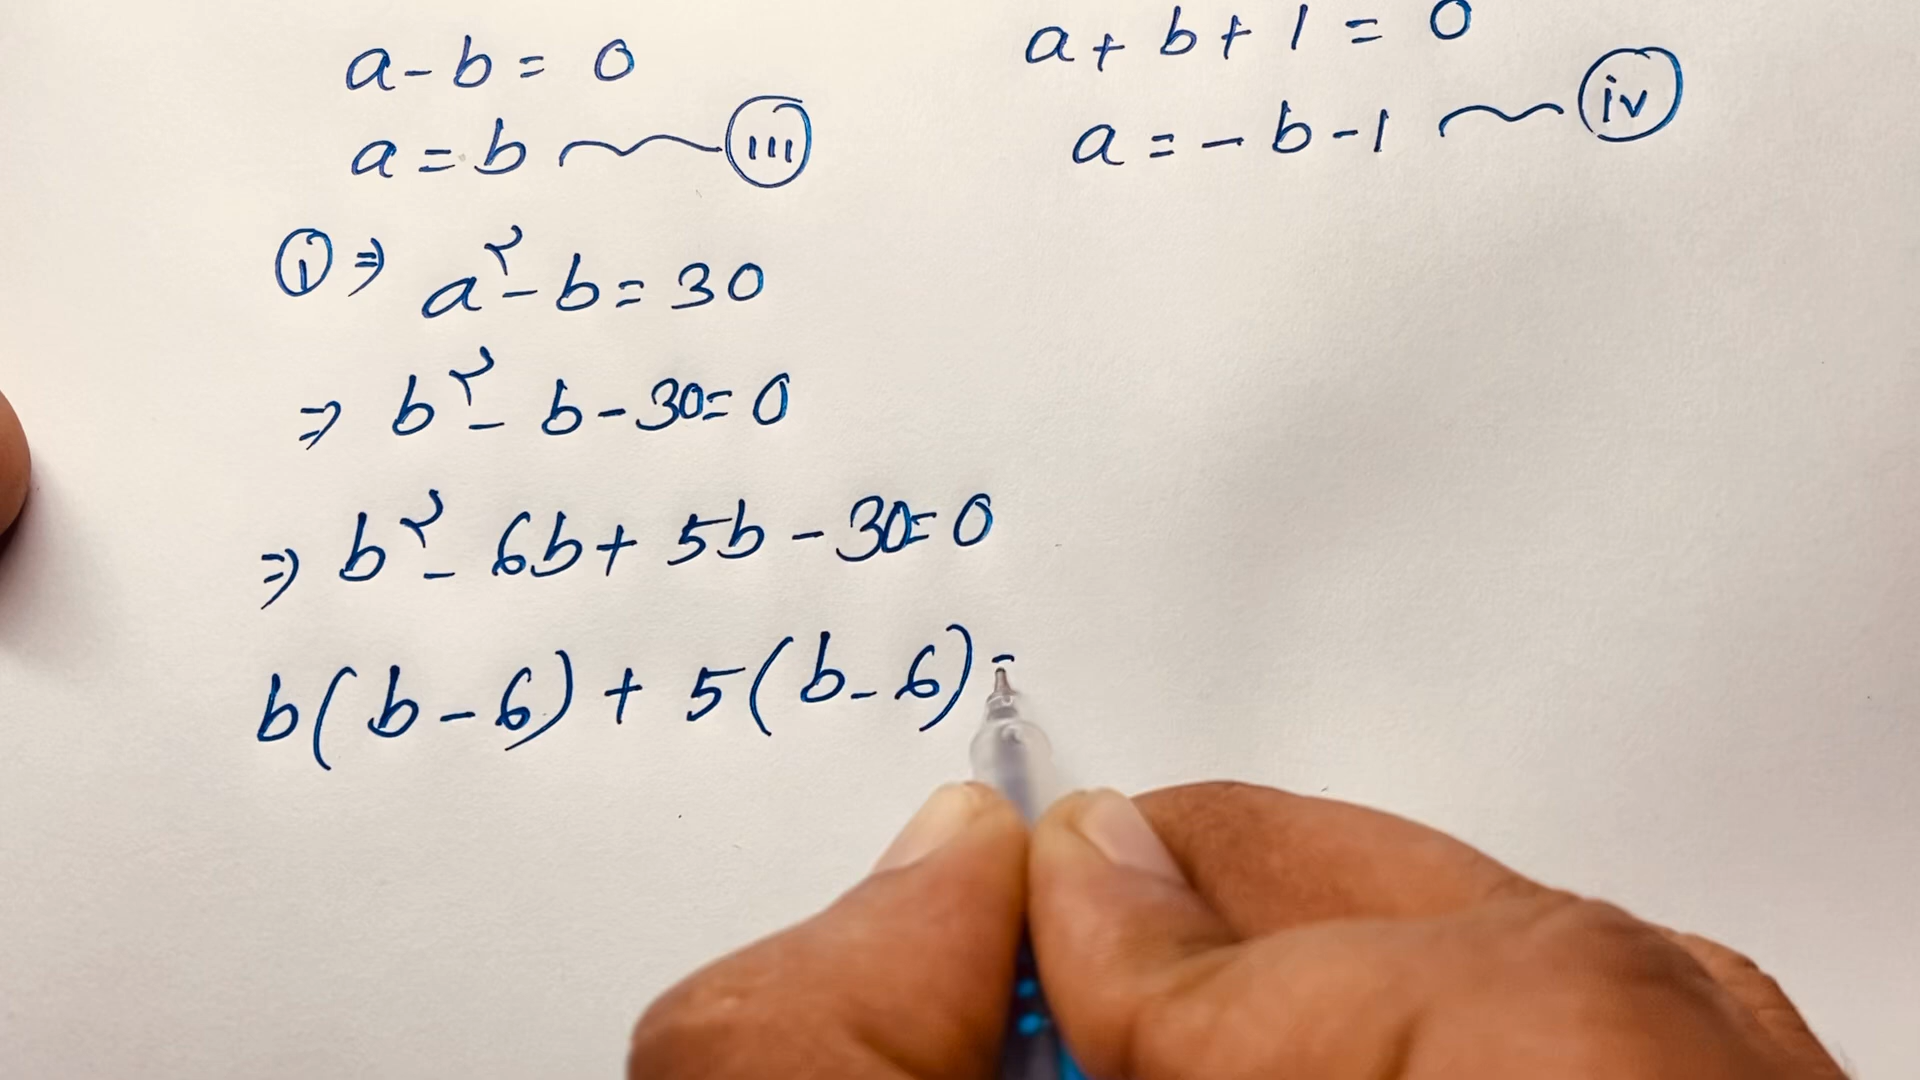 a - b = 0
a = b ~ (iii)
a + b + 1 = 0
a = - b - 1 ~ (iv)
(i) ⇒ a² - b = 30
⇒ b² - b - 30 = 0
⇒ b² - 6b + 5b - 30 = 0
b(b - 6) + 5(b - 6) =